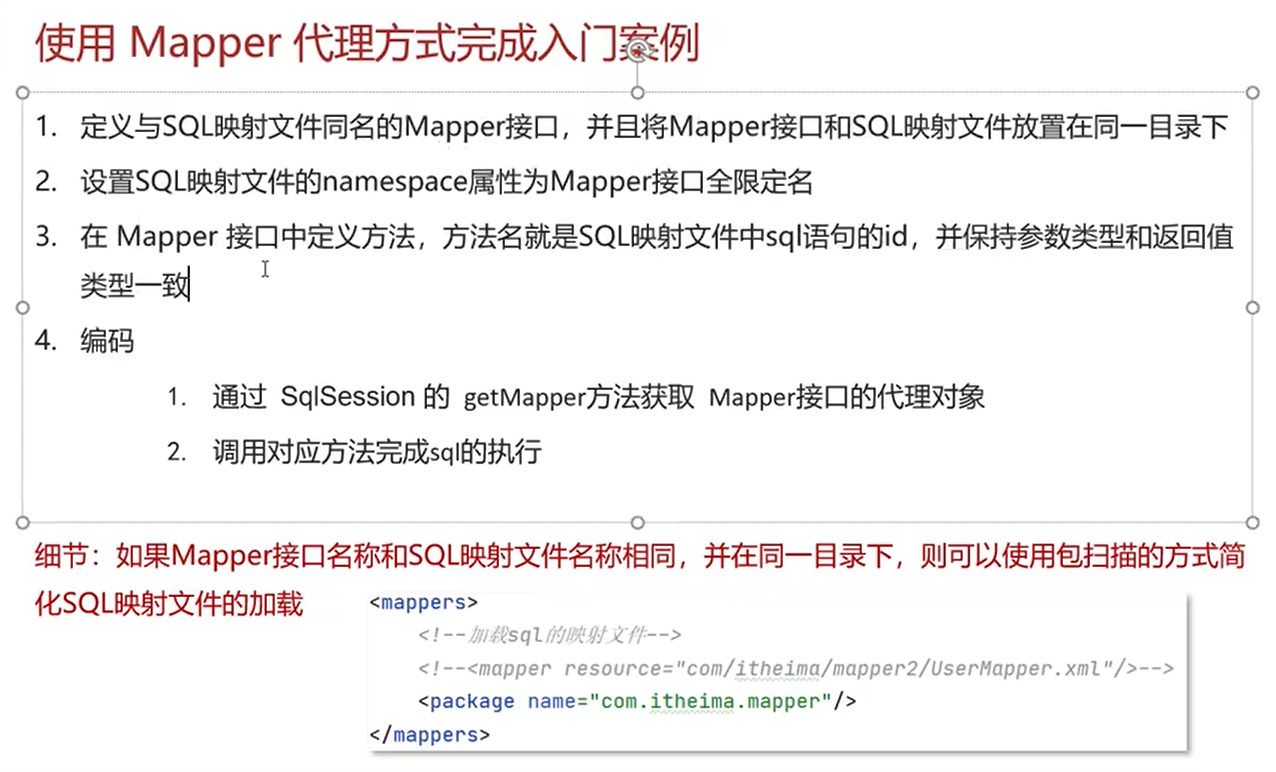 使用 Mapper 代理方式完成入门案例
1. 定义与SQL映射文件同名的Mapper接口，并且将Mapper接口和SQL映射文件放置在同一目录下
2. 设置SQL映射文件的namespace属性为Mapper接口全限定名
3. 在 Mapper 接口中定义方法，方法名就是SQL映射文件中sql语句的id，并保持参数类型和返回值
类型一致
4. 编码
1. 通过 SqlSession 的 getMapper方法获取 Mapper接口的代理对象
2. 调用对应方法完成sql的执行
细节：如果Mapper接口名称和SQL映射文件名称相同，并在同一目录下，则可以使用包扫描的方式简
化SQL映射文件的加载
<mappers>
<!--加载sql的映射文件-->
<!--<mapper resource="com/itheima/mapper2/UserMapper.xml"/>-->
<package name="com.itheima.mapper"/>
</mappers>